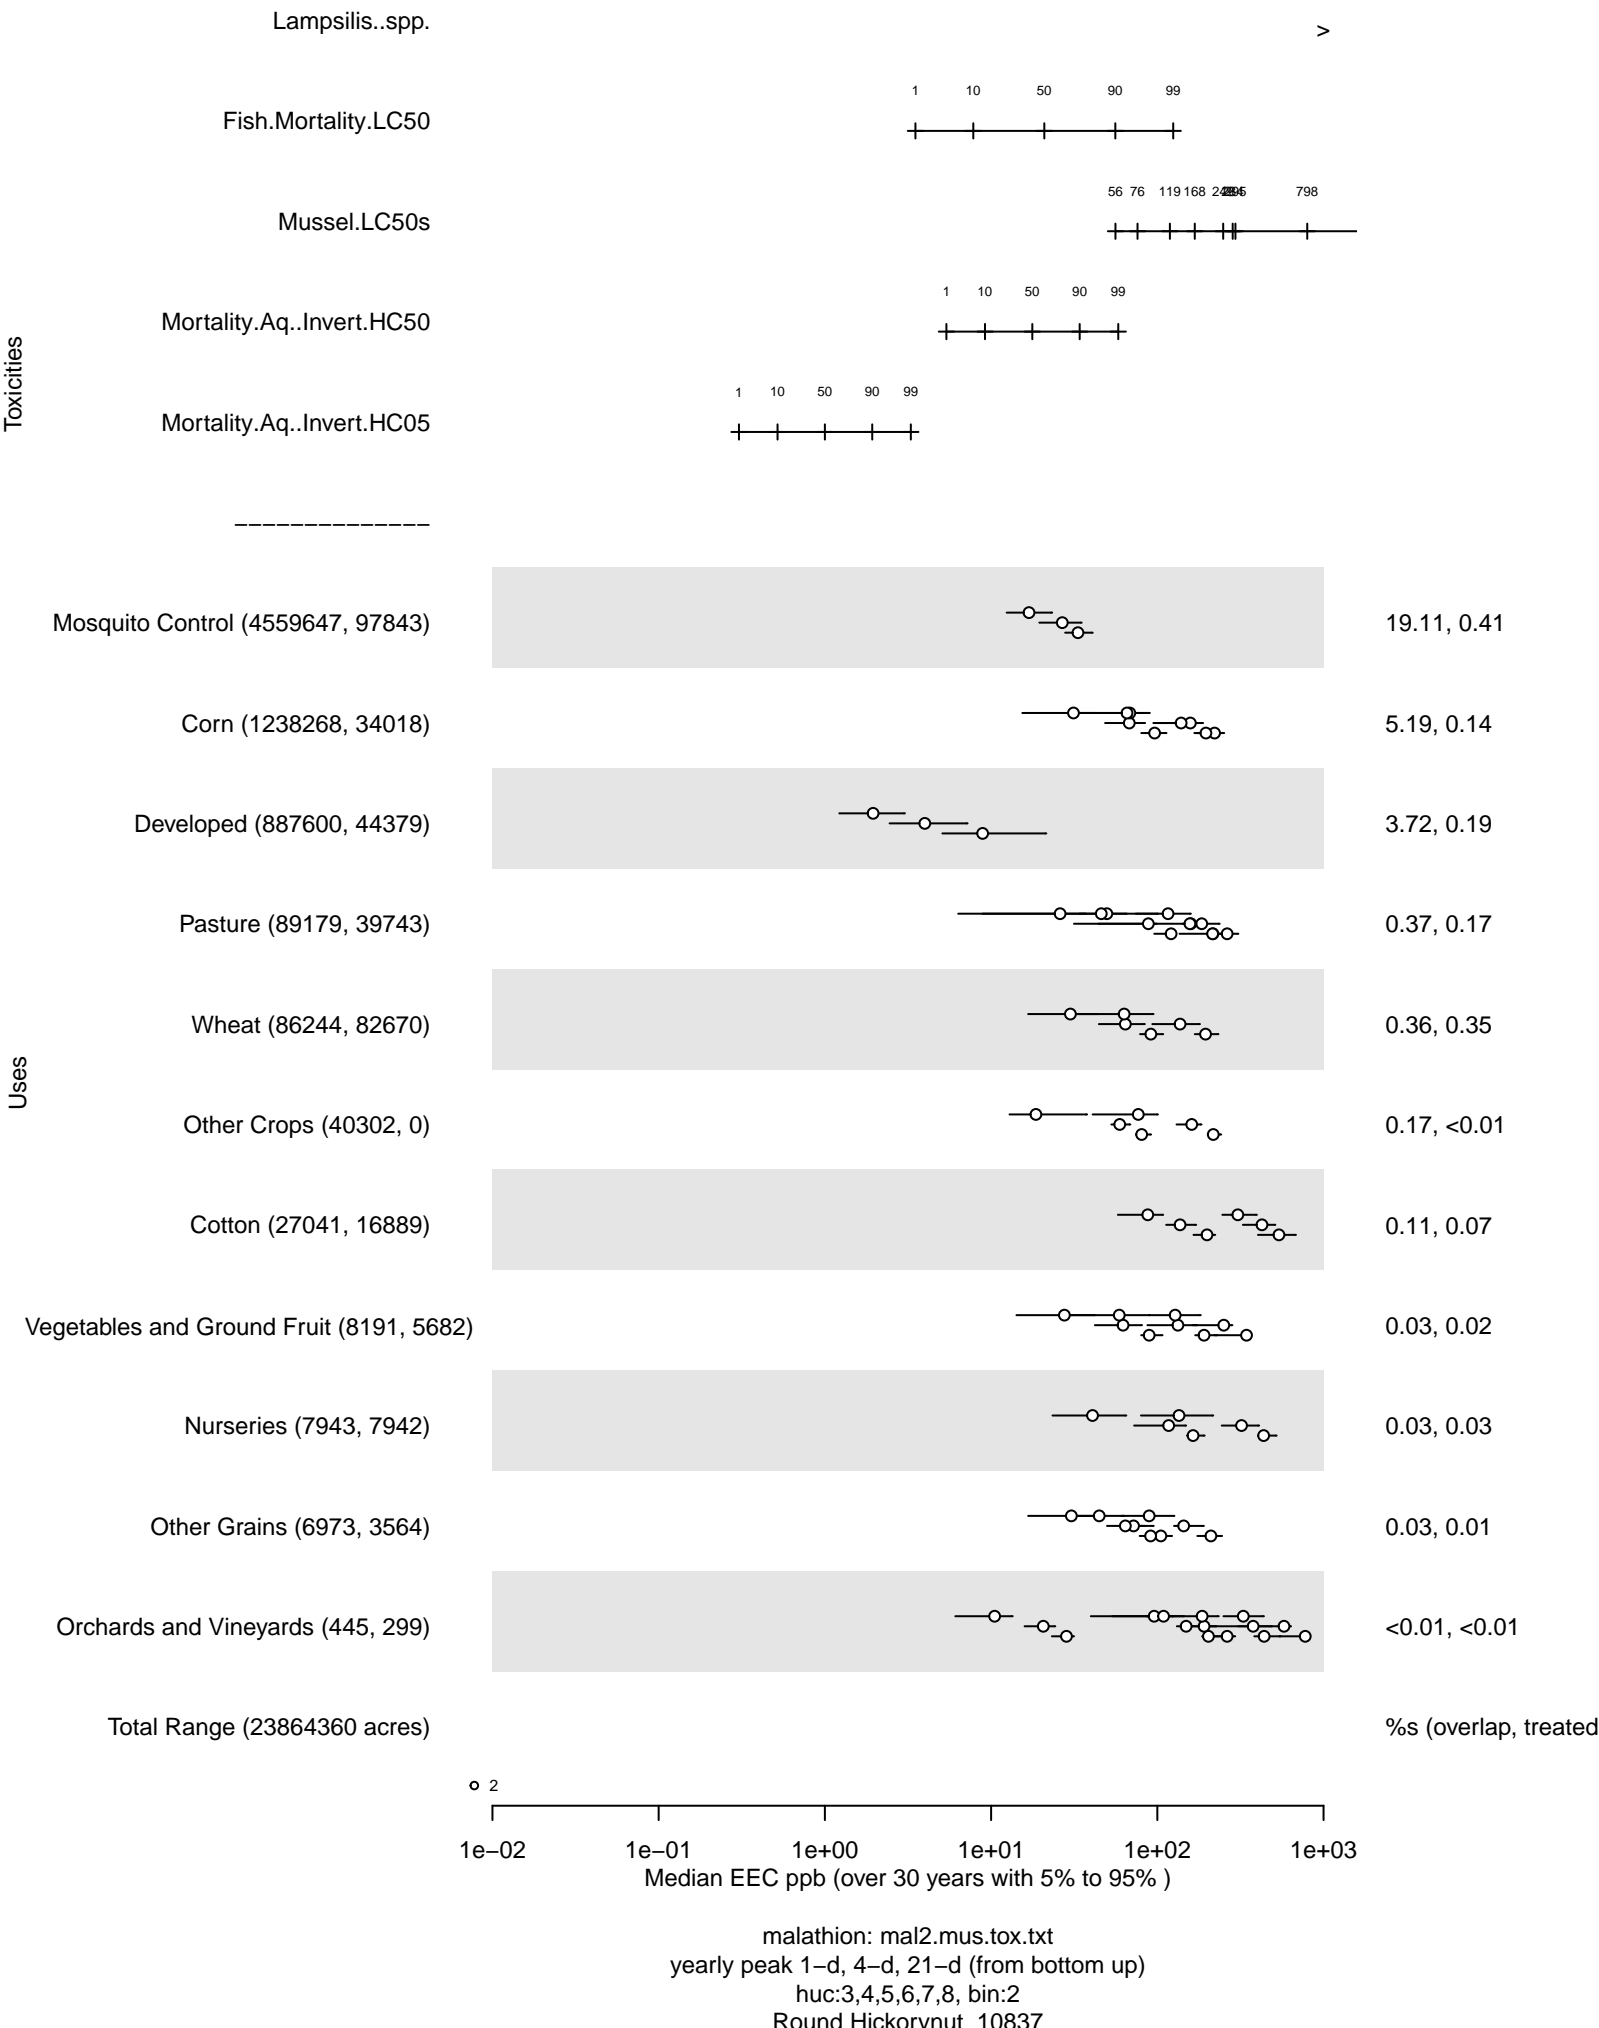 Lampsilis..spp.
>
1 10 50 90 99
Fish.Mortality.LC50
56 76 119 168 798
Mussel.LC50s
1 10 50 90 99
Mortality.Aq..Invert.HC50
Toxicities
1 10 50 90 99
Mortality.Aq..Invert.HC05
−−−−−−−−−−−−−−
Mosquito Control (4559647, 97843) 19.11, 0.41
Corn (1238268, 34018) 5.19, 0.14
Developed (887600, 44379) 3.72, 0.19
Pasture (89179, 39743) 0.37, 0.17
Wheat (86244, 82670) 0.36, 0.35
Uses
Other Crops (40302, 0) 0.17, <0.01
Cotton (27041, 16889) 0.11, 0.07
Vegetables and Ground Fruit (8191, 5682) 0.03, 0.02
Nurseries (7943, 7942) 0.03, 0.03
Other Grains (6973, 3564) 0.03, 0.01
Orchards and Vineyards (445, 299) <0.01, <0.01
Total Range (23864360 acres) %s (overlap, treated
2
1e−02 1e−01 1e+00 1e+01 1e+02 1e+03
Median EEC ppb (over 30 years with 5% to 95% )
malathion: mal2.mus.tox.txt
yearly peak 1−d, 4−d, 21−d (from bottom up)
huc:3,4,5,6,7,8, bin:2
Round Hickorynut, 10837